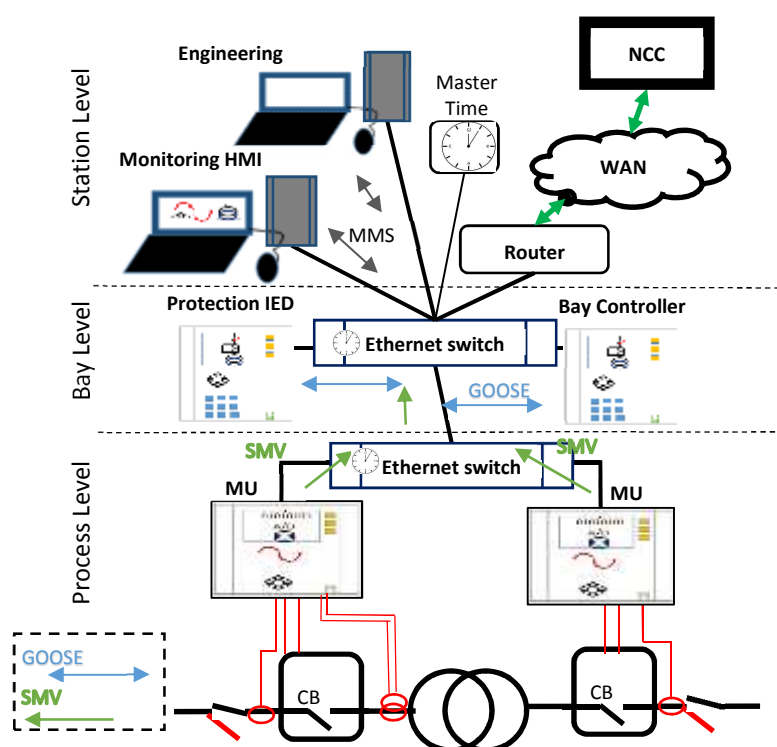 Station Level
Engineering
Master
Time
NCC
WAN
Monitoring HMI
MMS
Router
Bay Level
Protection IED
Bay Controller
Ethernet switch
GOOSE
Process Level
SMV
SMV
Ethernet switch
MU
MU
CB
CB
GOOSE
SMV